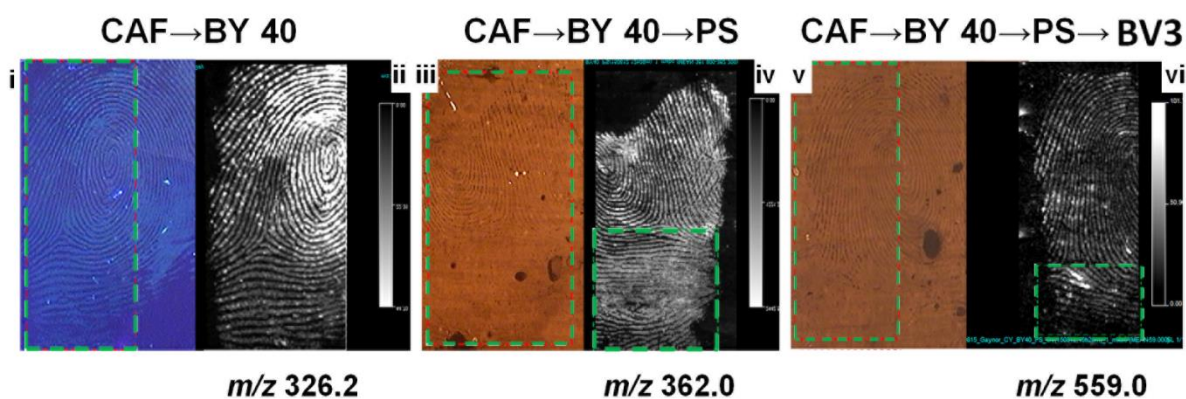 CAF→BY 40
CAF→BY 40→PS
CAF→BY 40→PS→BV3
i
ii
iii
iv
v
vi
m/z 326.2
m/z 362.0
m/z 559.0